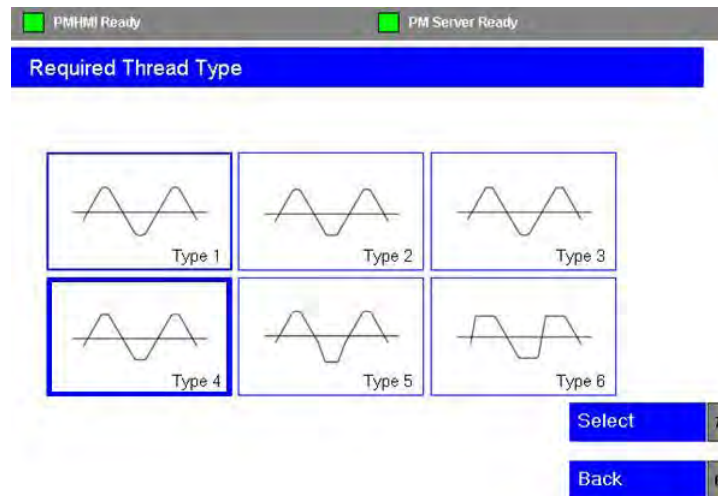 PMHMI Ready PM Server Ready
Required Thread Type
Type 1 Type 2 Type 3
Type 4 Type 5 Type 6
Select
Back